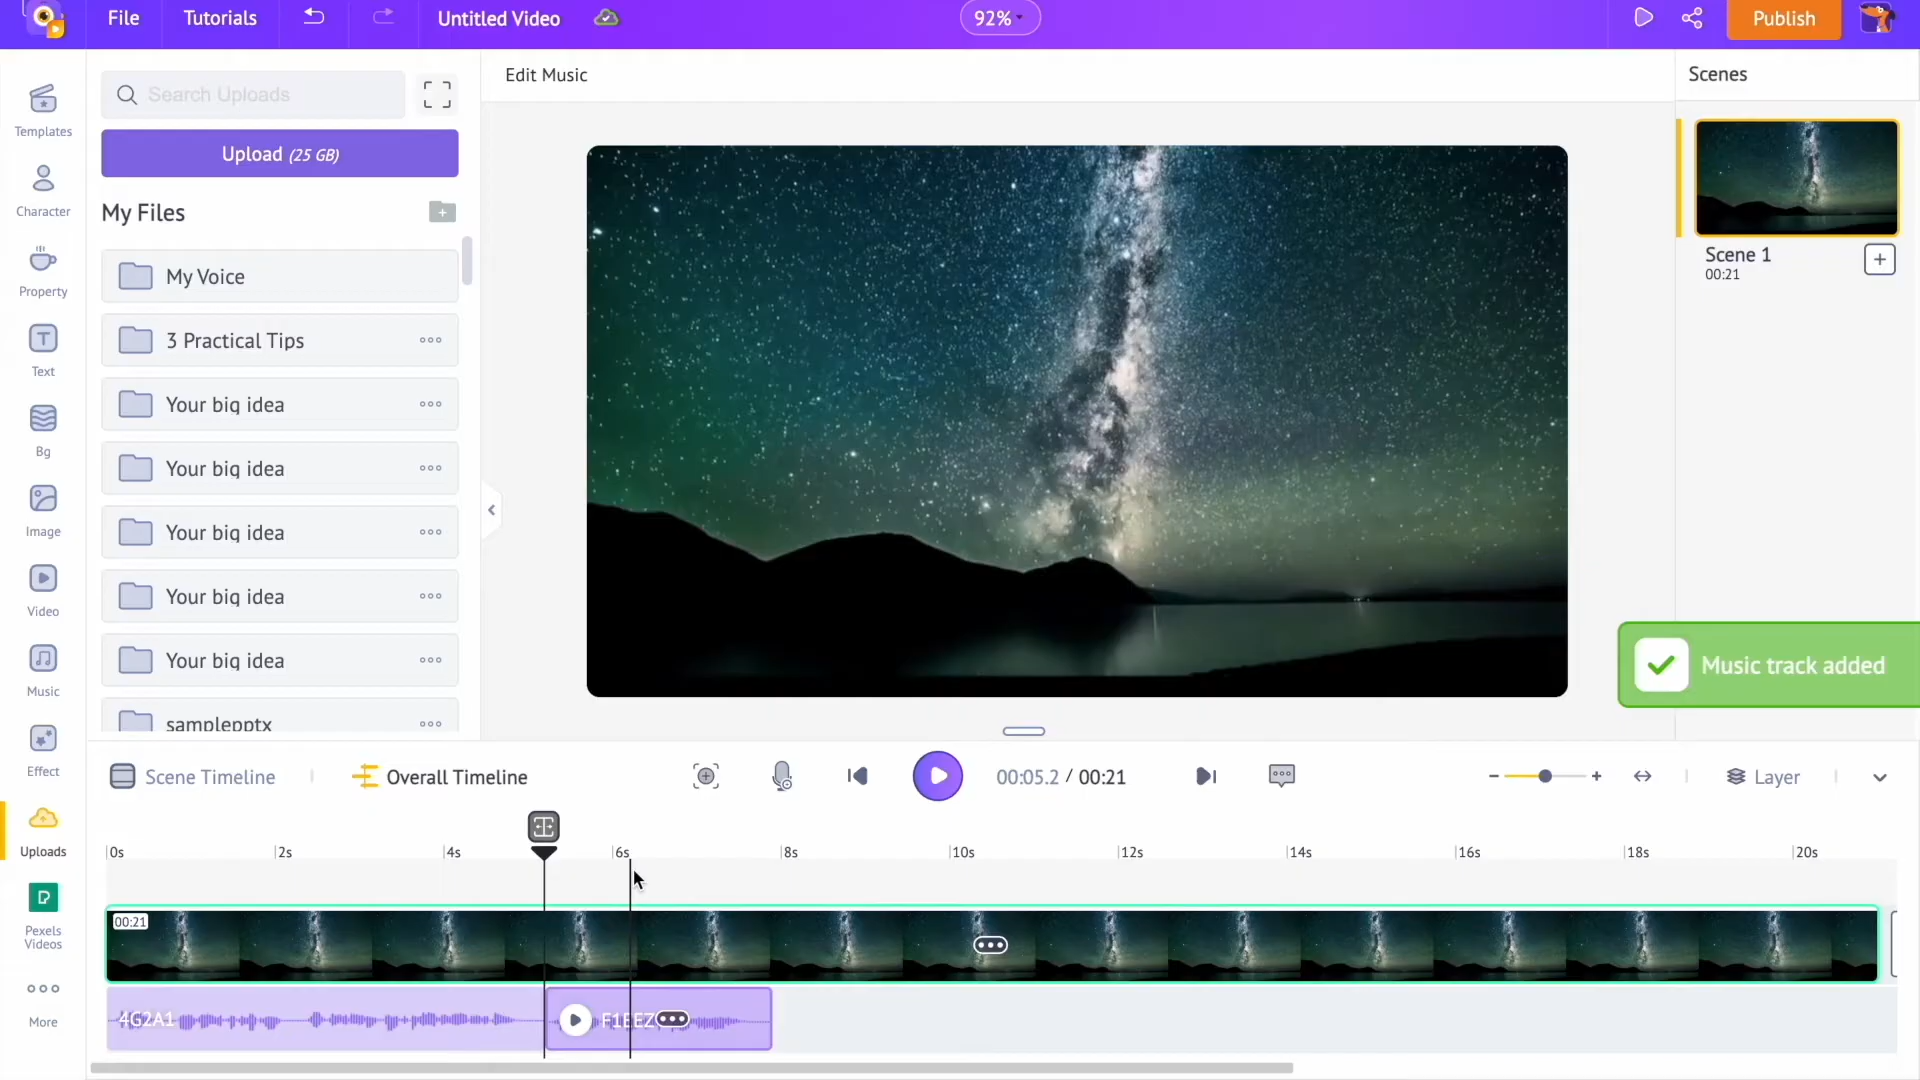 File
Tutorials
Untitled Video
92%
Publish
Templates
Character
Property
Text
Bg
Image
Video
Music
Effect
Uploads
Pexels
Videos
More
Search Uploads
Upload (25 GB)
My Files
My Voice
3 Practical Tips
Your big idea
Your big idea
Your big idea
Your big idea
Your big idea
samplepptx
Edit Music
Scenes
Scene 1
00:21
Music track added
Scene Timeline
Overall Timeline
00:05.2 / 00:21
Layer
0s 2s 4s 6s 8s 10s 12s 14s 16s 18s 20s
00:21
4G2A1
F1EEZ